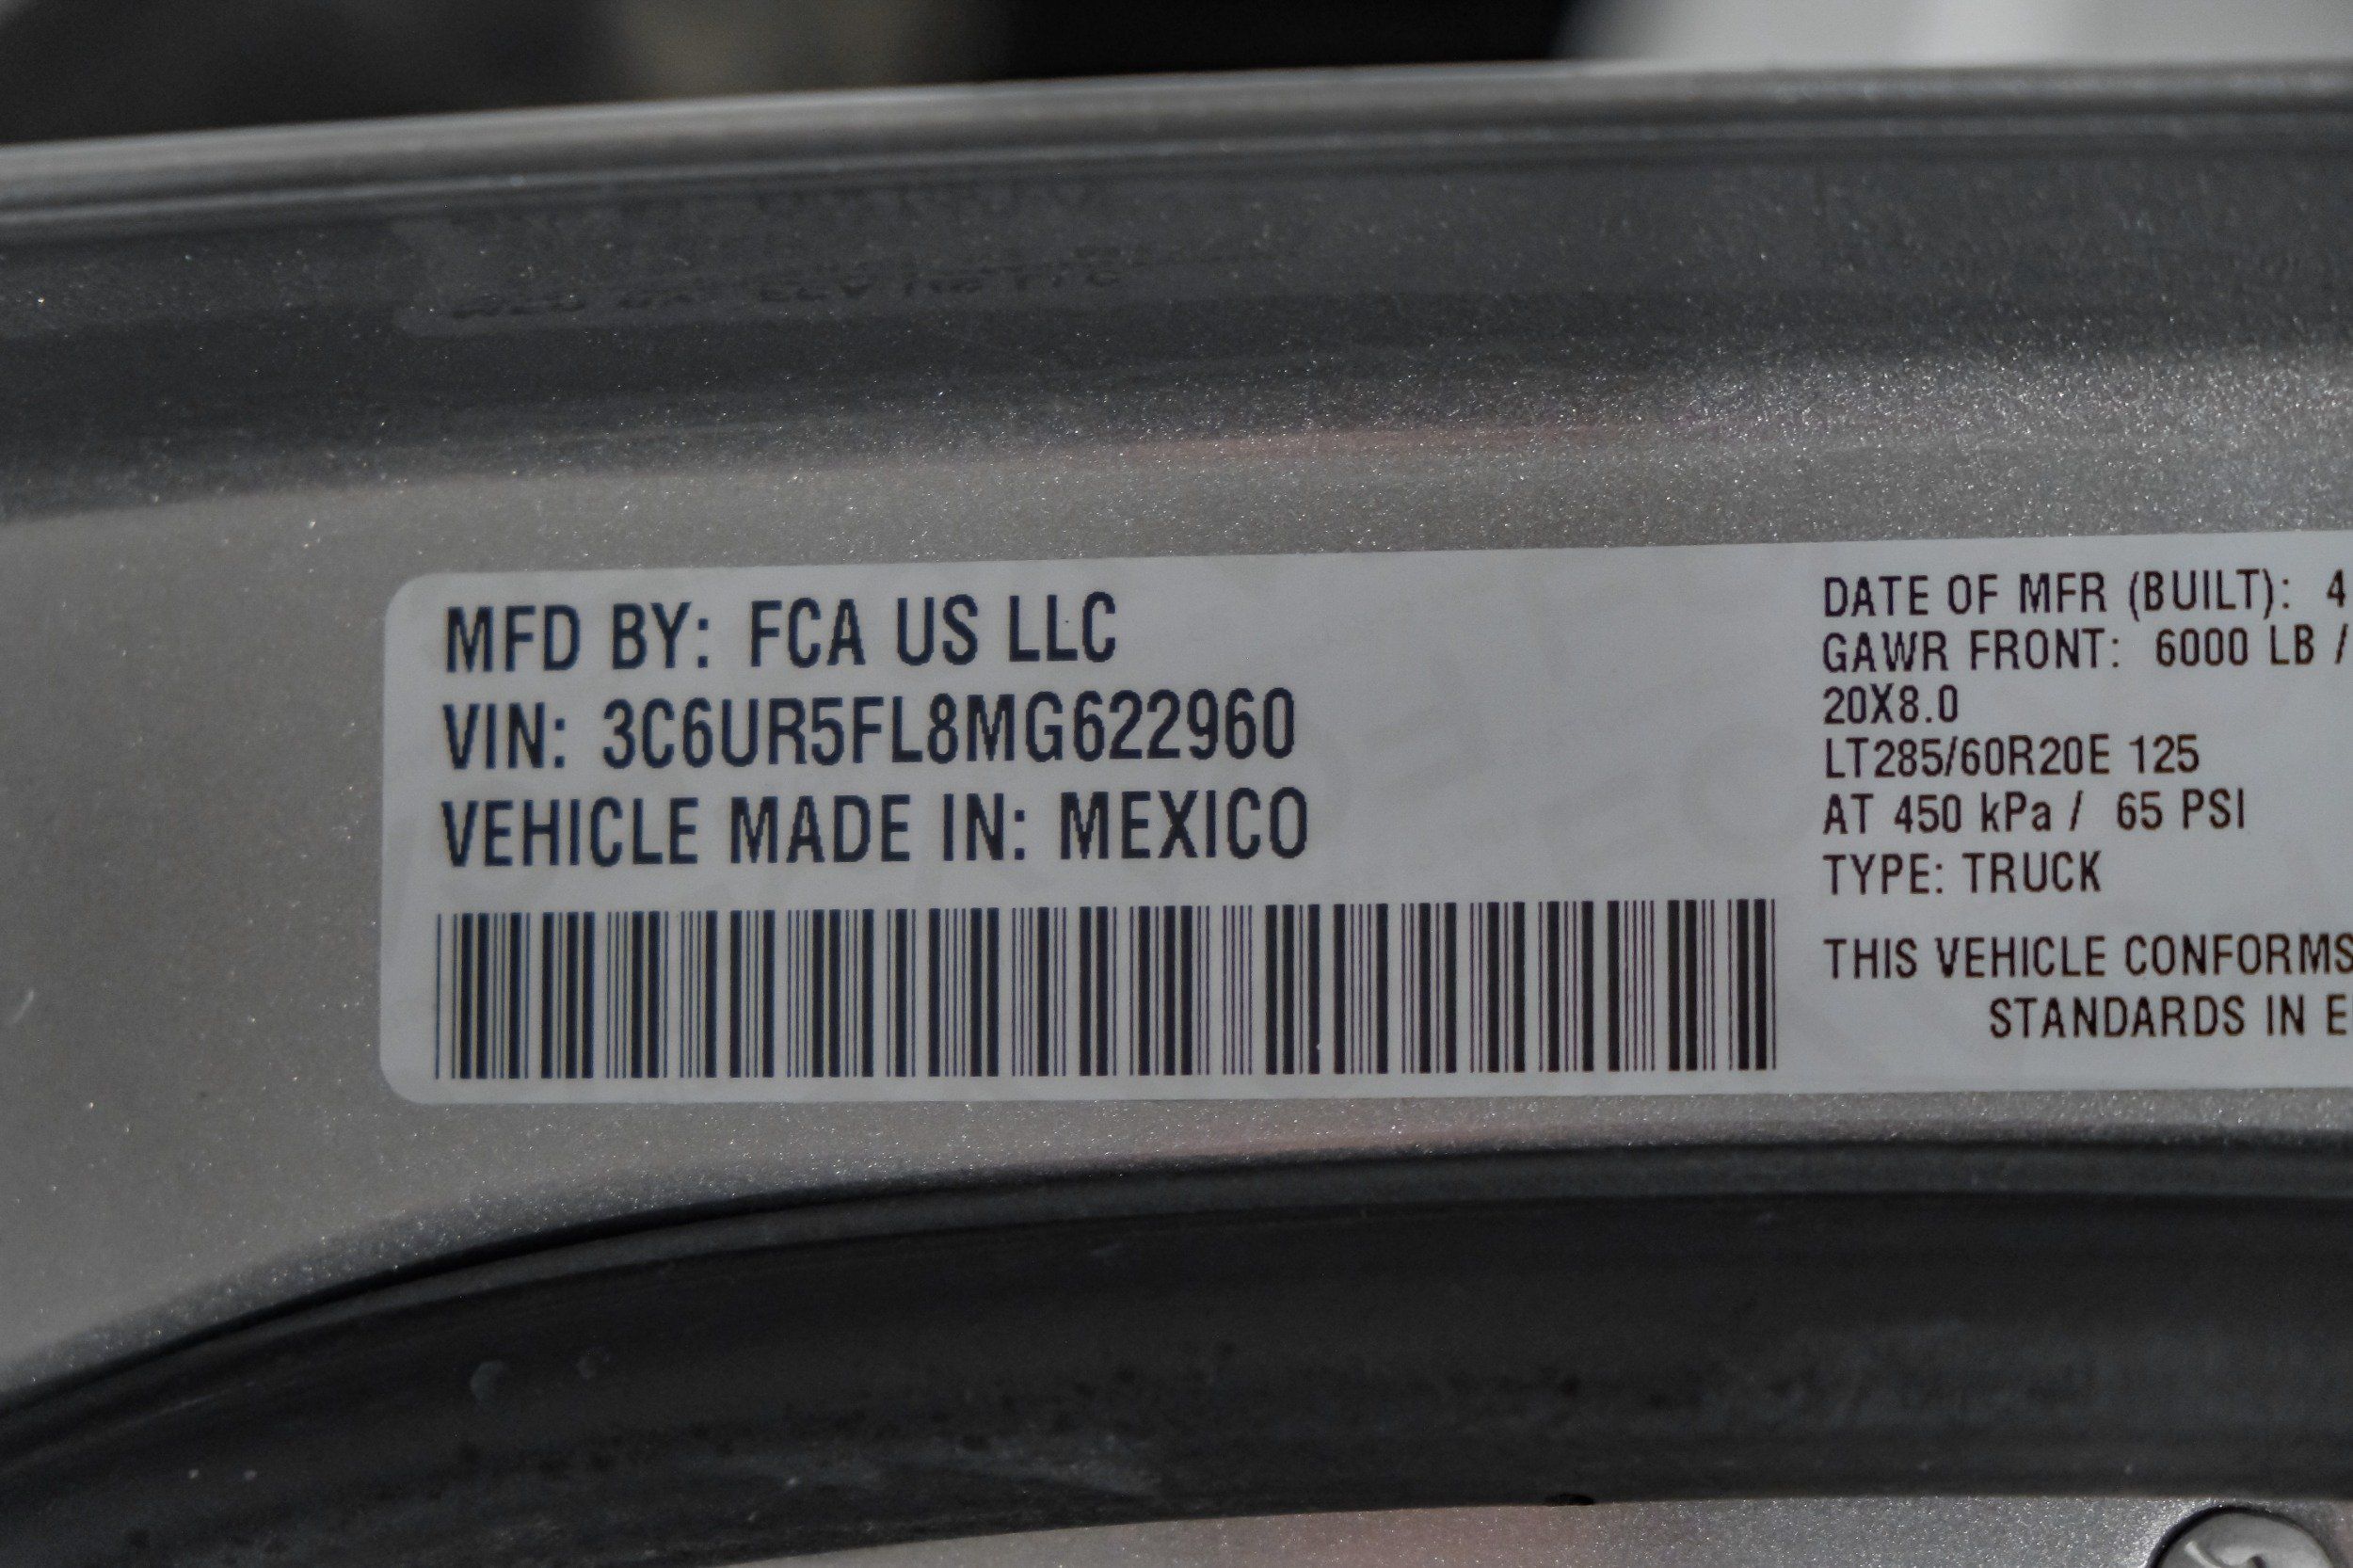 MFD BY: FCA US LLC
VIN: 3C6UR5FL8MG622960
VEHICLE MADE IN: MEXICO
DATE OF MFR (BUILT): 4
GAWR FRONT: 6000 LB /
20X8.0
LT285/60R20E 125
AT 450 kPa / 65 PSI
TYPE: TRUCK
THIS VEHICLE CONFORMS
STANDARDS IN E